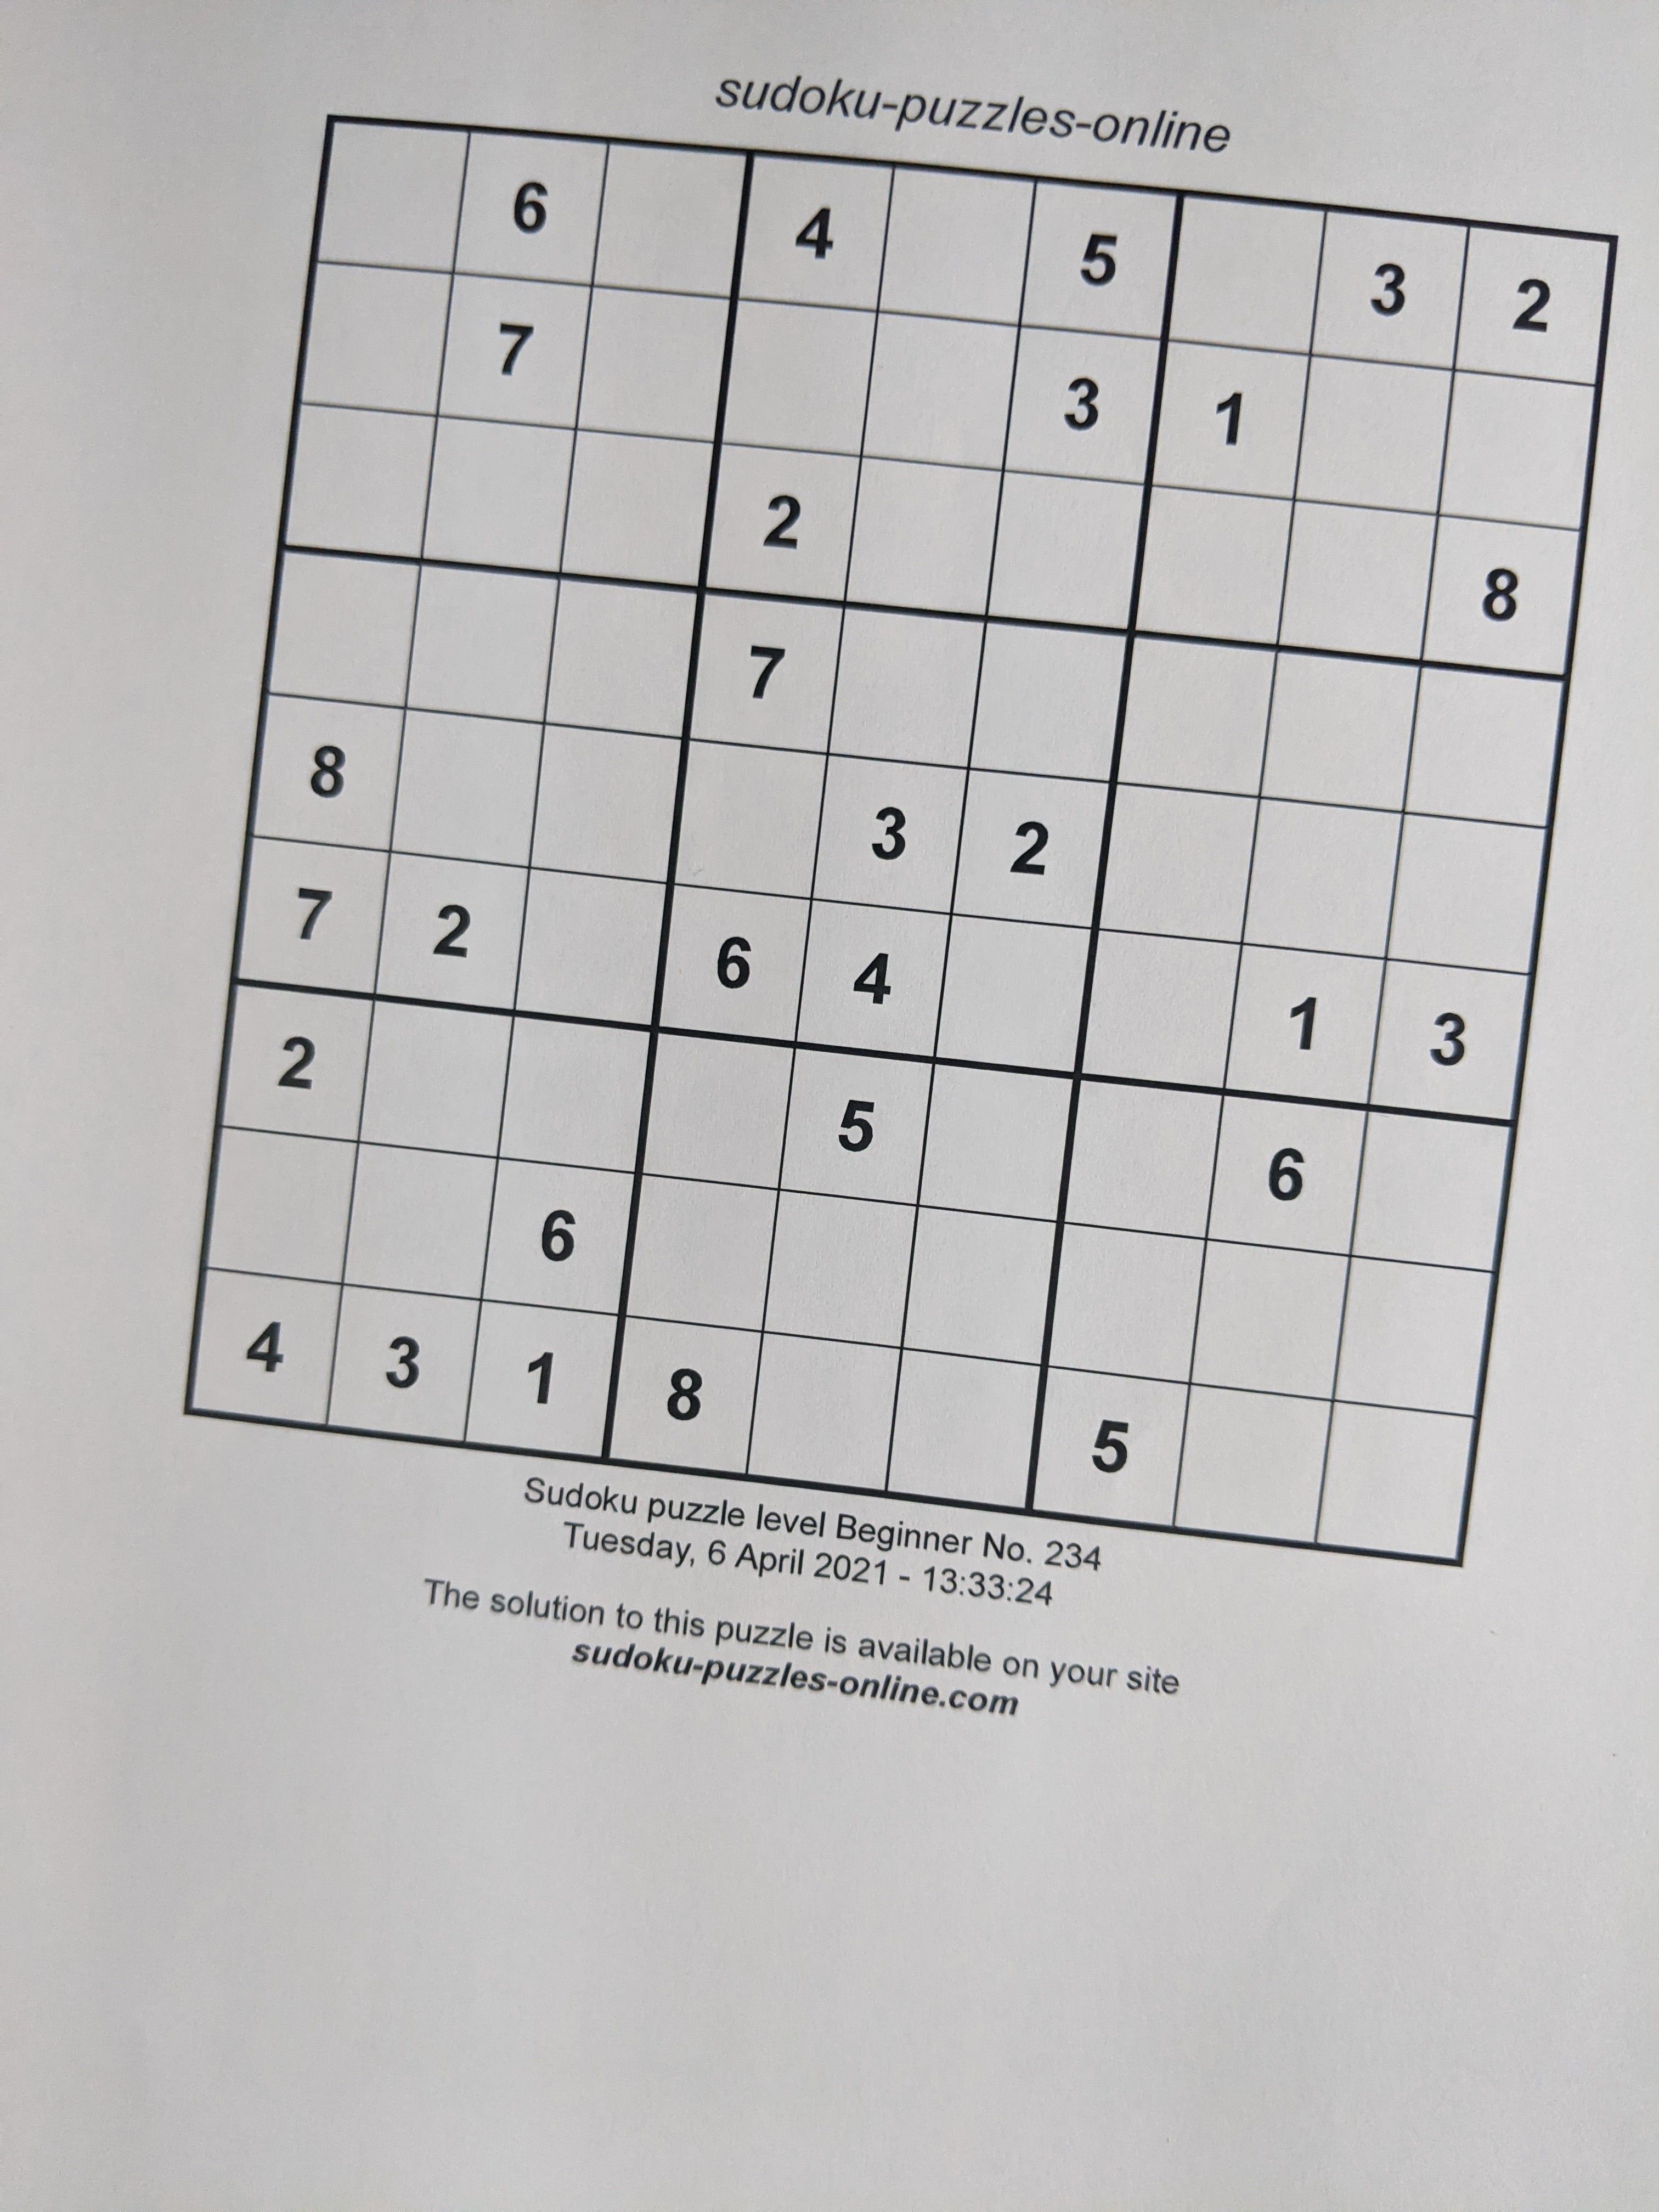 sudoku-puzzles-online
6 4 5 3 2
7 3 1
2 8
7
8 3 2
7 2 6 4 1 3
2 5 6
6
4 3 1 8 5
Sudoku puzzle level Beginner No. 234
Tuesday, 6 April 2021 - 13:33:24
The solution to this puzzle is available on your site
sudoku-puzzles-online.com